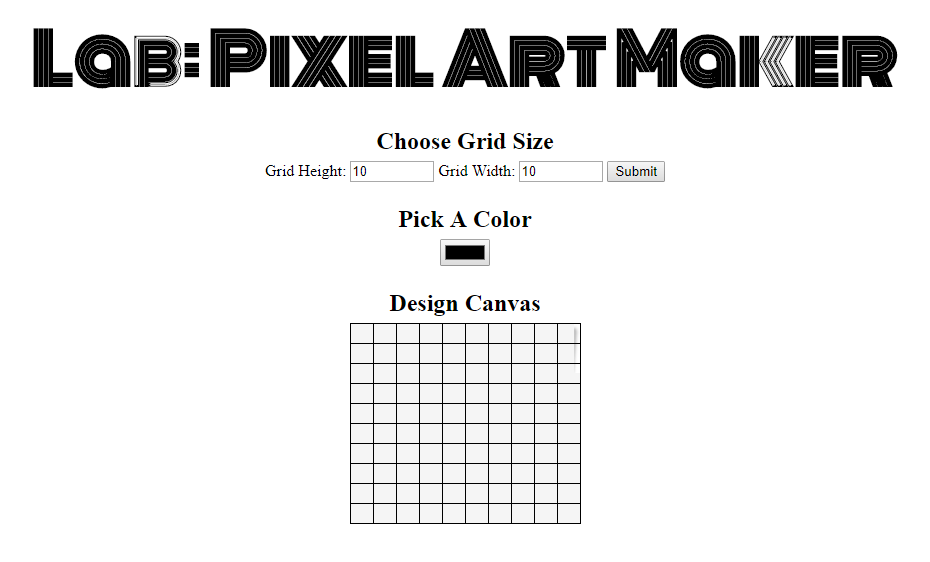 Lab: Pixel Art Maker
Choose Grid Size
Grid Height: 10 Grid Width: 10 Submit
Pick A Color
Design Canvas